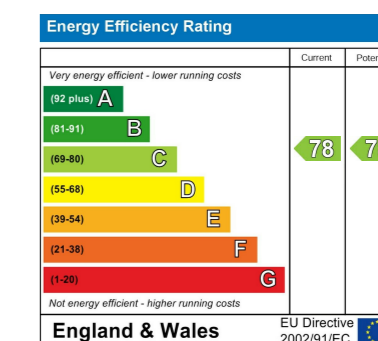 Energy Efficiency Rating
Current
Very energy efficient - lower running costs
(92 plus) A
(81-91) B
(69-80) C
78
(55-68) D
(39-54) E
(21-38) F
(1-20) G
Not energy efficient - higher running costs
England & Wales
EU Directive
2002/91/EC